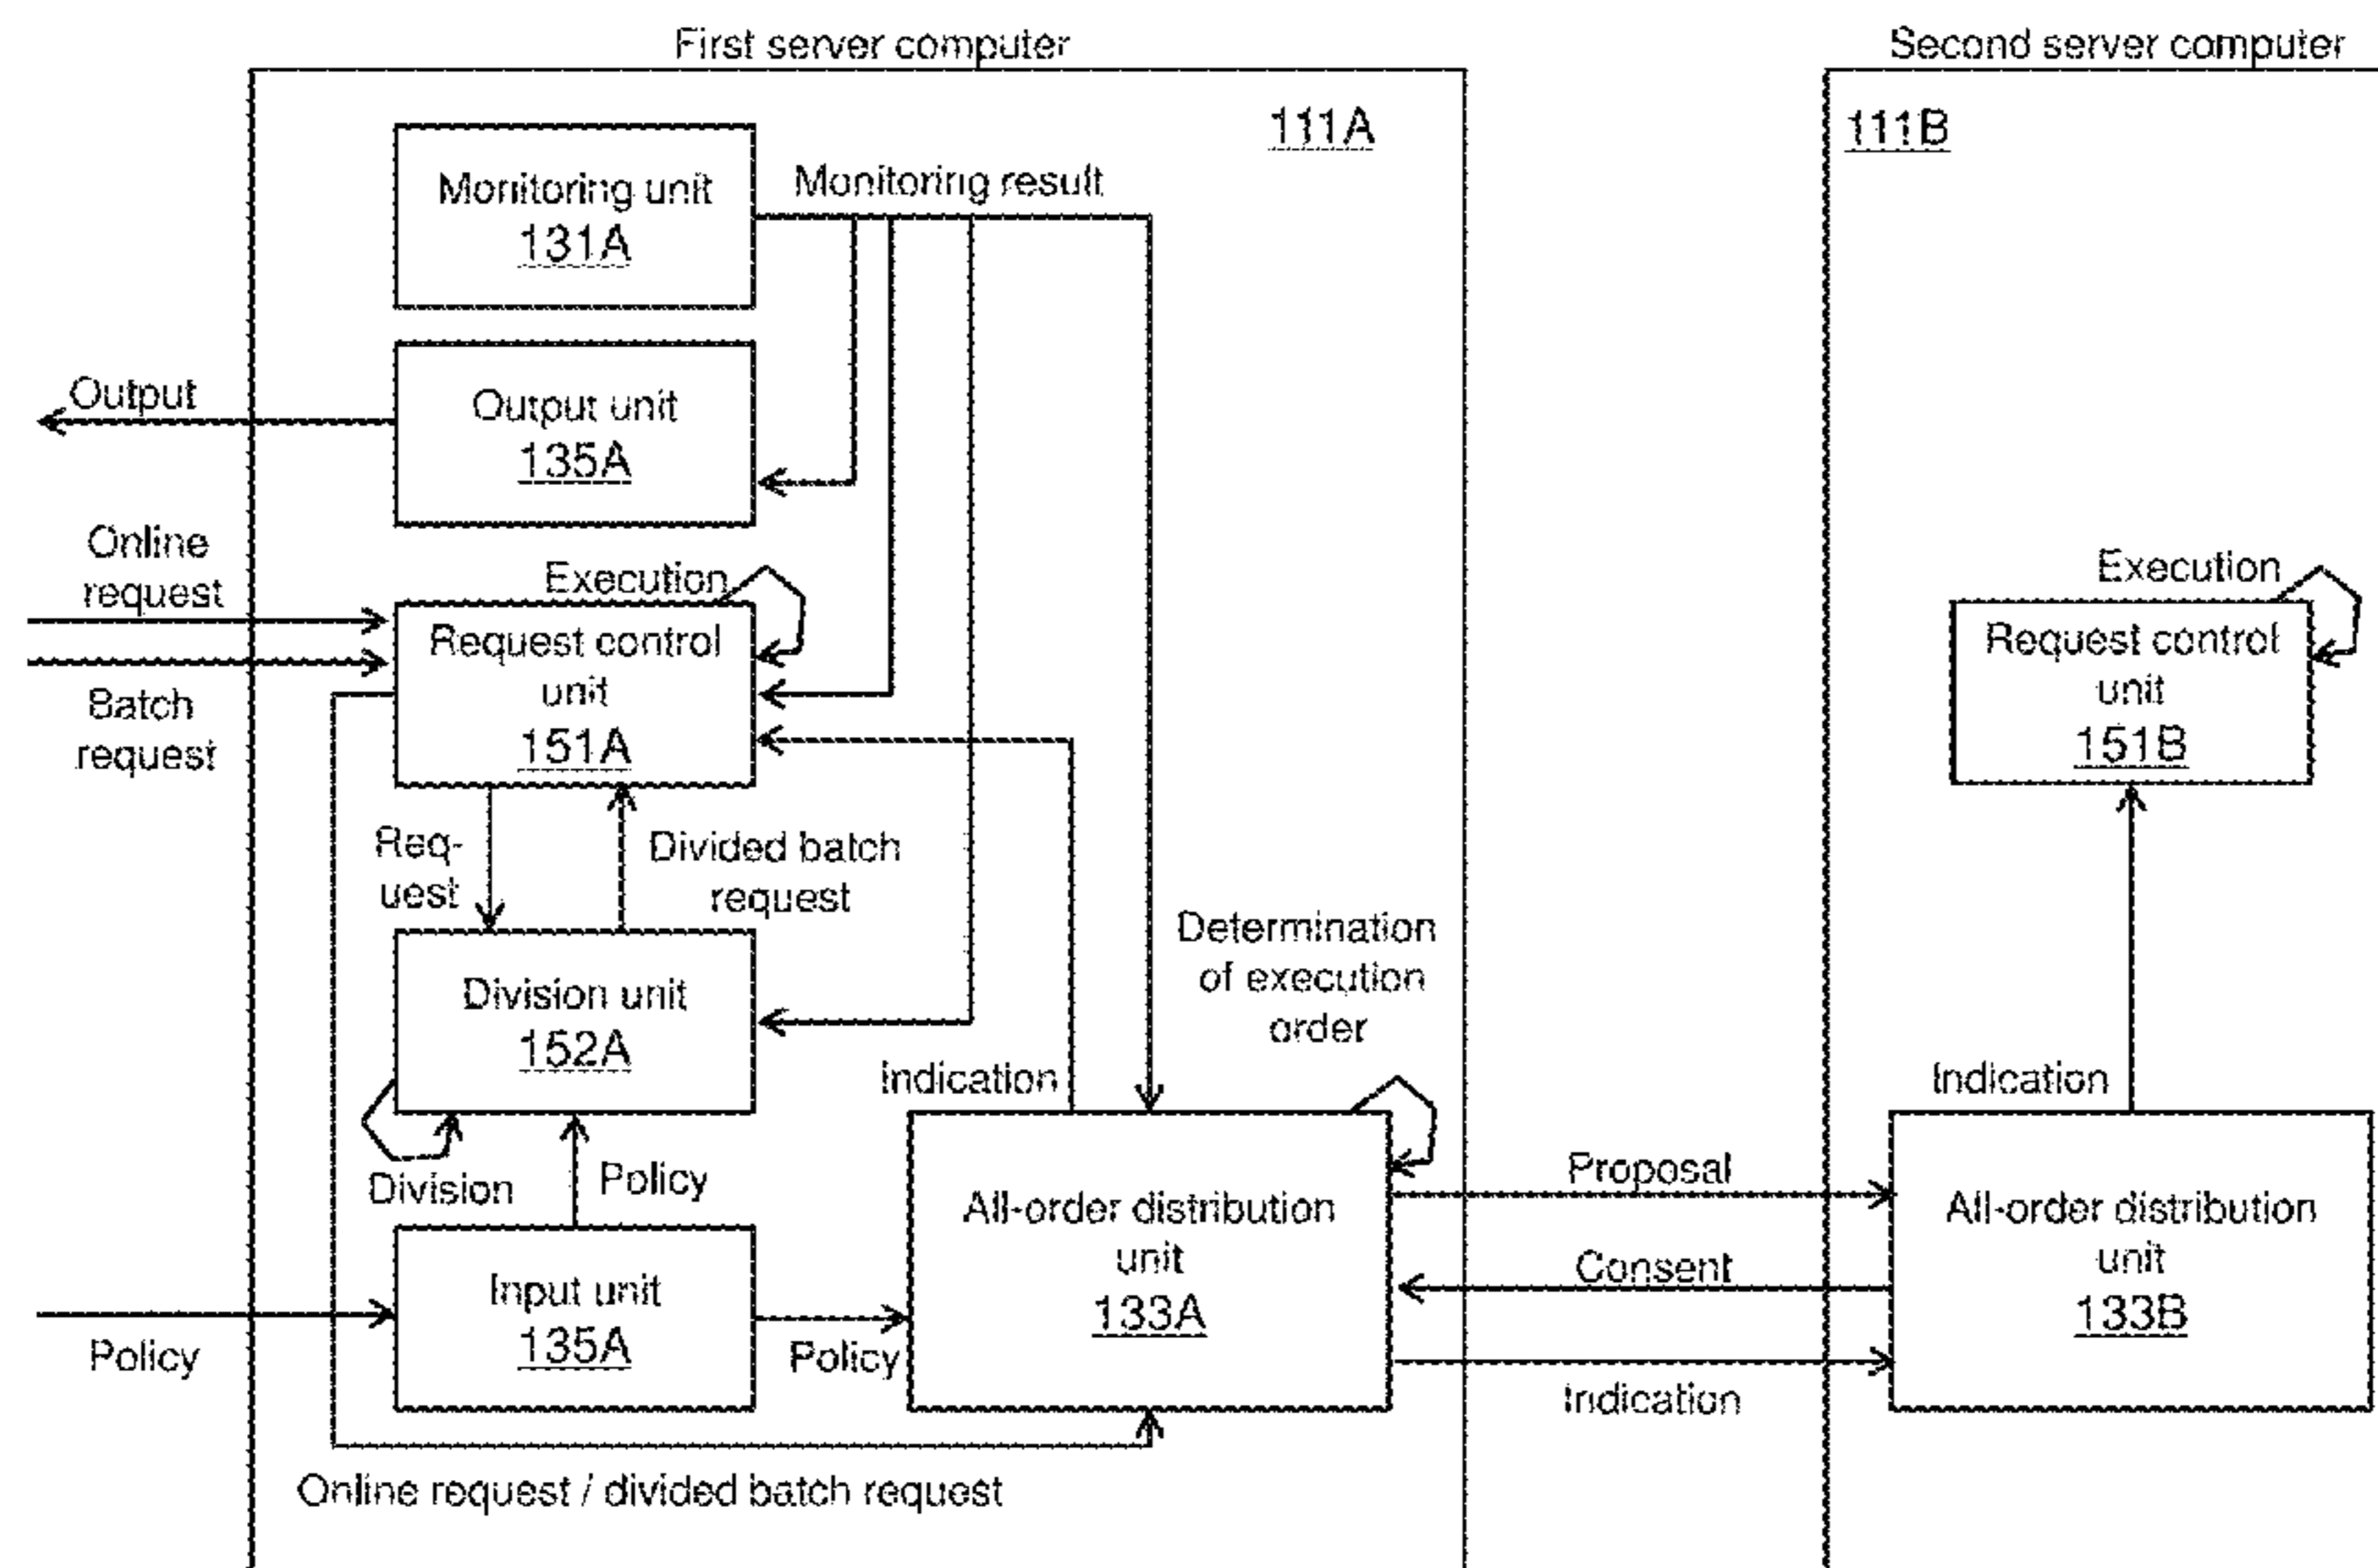 First server computer
Second server computer
111A
111B
Monitoring unit
131A
Monitoring result
Output
Output unit
135A
Online
request
Execution
Execution
Request control
unit
151A
Request control
unit
151B
Batch
request
Req-
uest
Divided batch
request
Determination
of execution
order
Division unit
152A
Indication
Indication
Division
Policy
Proposal
All-order distribution
unit
133A
All-order distribution
unit
133B
Consent
Input unit
135A
Policy
Policy
Indication
Online request / divided batch request